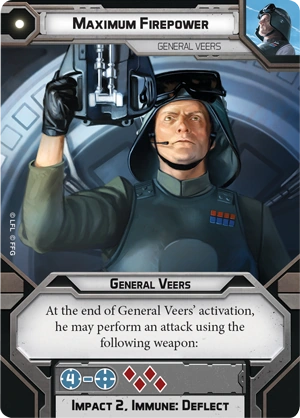 Maximum Firepower
General Veers
© LFL © FFG
General Veers
At the end of General Veers' activation,
he may perform an attack using the
following weapon:
4 –
Impact 2, Immune: Deflect